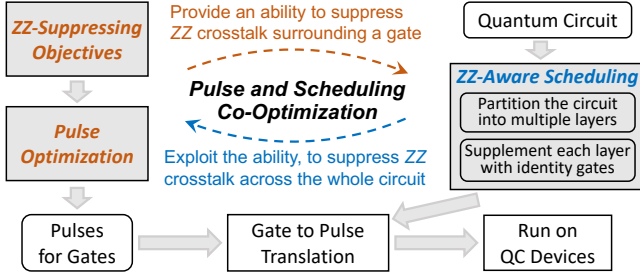 ZZ-Suppressing
Objectives
Pulse
Optimization
Pulses
for Gates
Provide an ability to suppress
ZZ crosstalk surrounding a gate
Pulse and Scheduling
Co-Optimization
Exploit the ability, to suppress ZZ
crosstalk across the whole circuit
Quantum Circuit
ZZ-Aware Scheduling
Partition the circuit
into multiple layers
Supplement each layer
with identity gates
Gate to Pulse
Translation
Run on
QC Devices